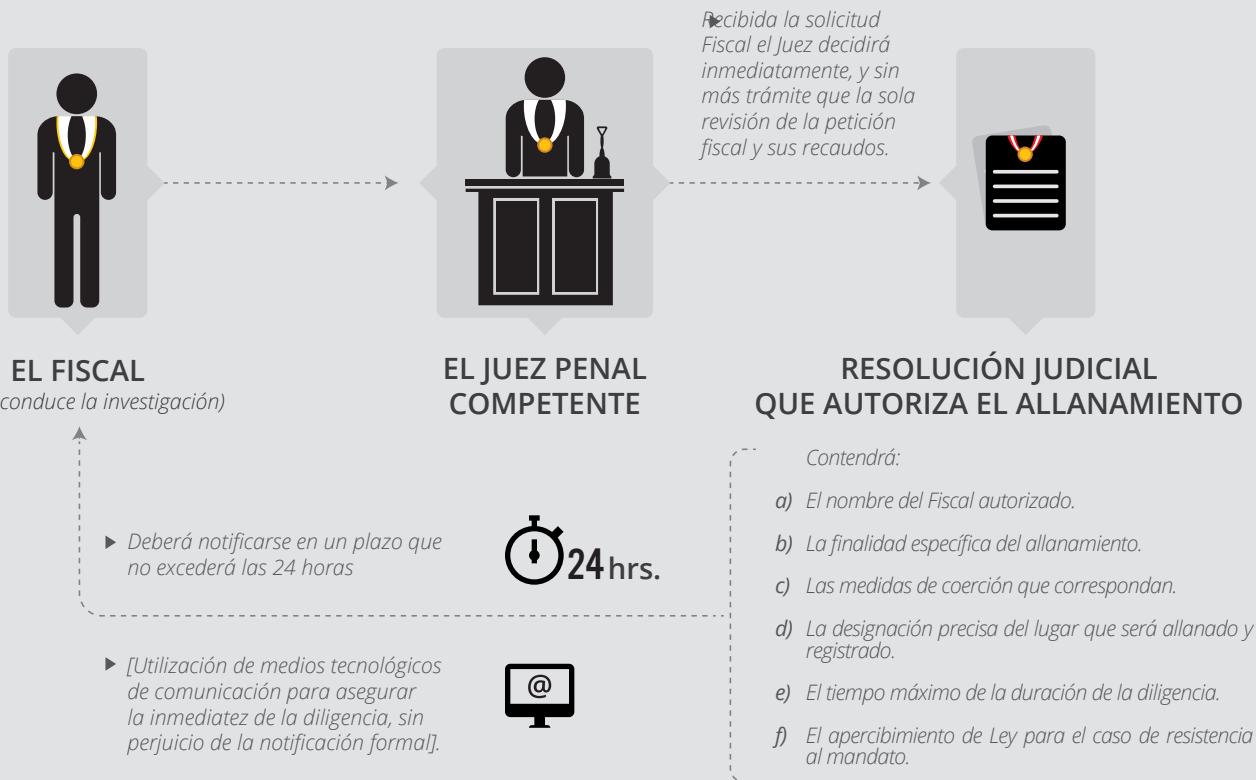 ▶ Recibida la solicitud
Fiscal el Juez decidirá
inmediatamente, y sin
más trámite que la sola
revisión de la petición
fiscal y sus recaudos.
EL FISCAL
conduce la investigación)
EL JUEZ PENAL
COMPETENTE
RESOLUCIÓN JUDICIAL
QUE AUTORIZA EL ALLANAMIENTO
▶ Deberá notificarse en un plazo que
no excederá las 24 horas
24 hrs.
▶ [Utilización de medios tecnológicos
de comunicación para asegurar
la inmediatez de la diligencia, sin
perjuicio de la notificación formal].
@
Contendrá:
a) El nombre del Fiscal autorizado.
b) La finalidad específica del allanamiento.
c) Las medidas de coerción que correspondan.
d) La designación precisa del lugar que será allanado y
registrado.
e) El tiempo máximo de la duración de la diligencia.
f) El apercibimiento de Ley para el caso de resistencia
al mandato.